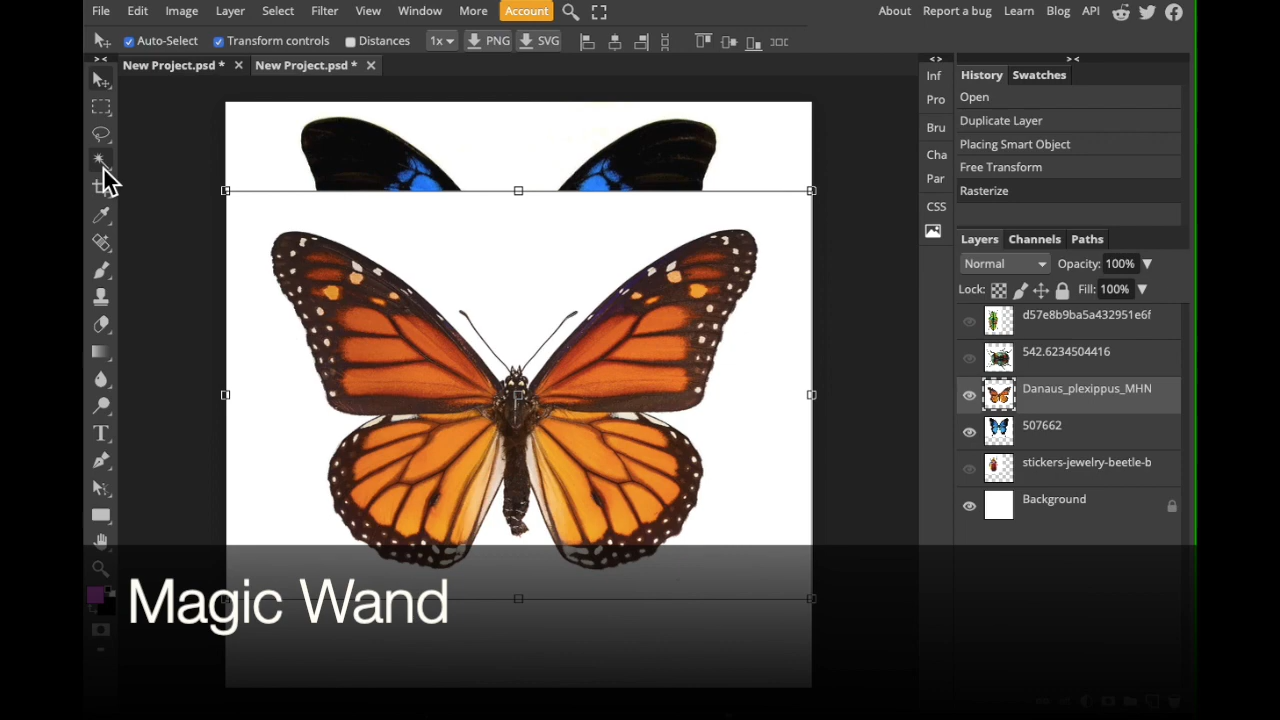 File Edit Image Layer Select Filter View Window More Account About Report a bug Learn Blog API
Auto-Select Transform controls Distances 1x PNG SVG
New Project.psd * New Project.psd *
Inf
Pro
Bru
Cha
Par
CSS
History Swatches
Open
Duplicate Layer
Placing Smart Object
Free Transform
Rasterize
Layers Channels Paths
Normal Opacity: 100%
Lock: Fill: 100%
d57e8b9ba5a432951e6f
542.6234504416
Danaus_plexippus_MHN
507662
stickers-jewelry-beetle-b
Background
Magic Wand